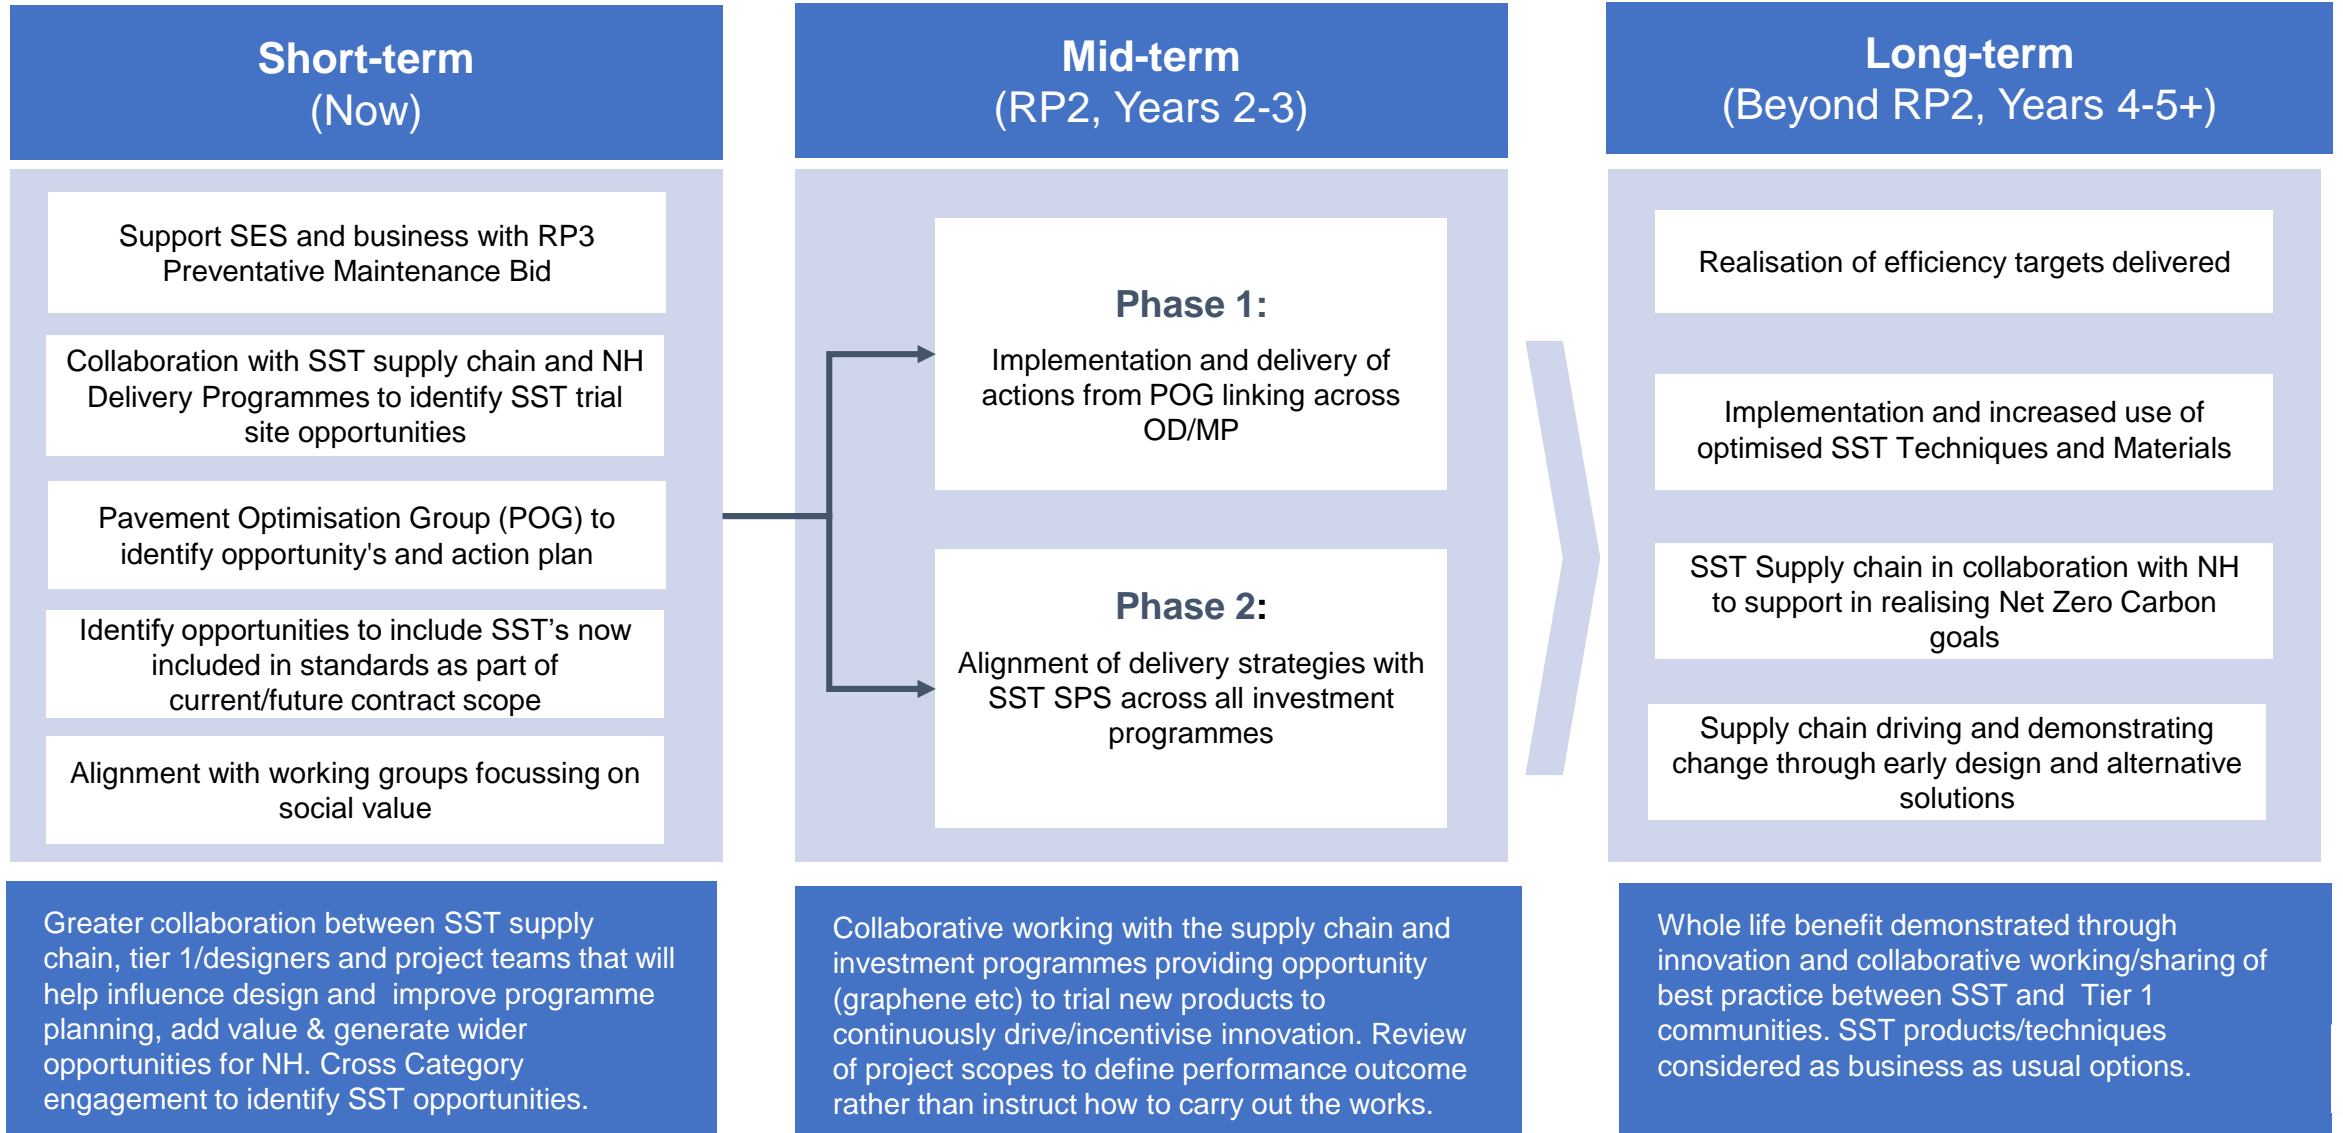 Short-term
(Now)
Support SES and business with RP3
Preventative Maintenance Bid
Collaboration with SST supply chain and NH
Delivery Programmes to identify SST trial
site opportunities
Pavement Optimisation Group (POG) to
identify opportunity's and action plan
Identify opportunities to include SST’s now
included in standards as part of
current/future contract scope
Alignment with working groups focussing on
social value
Greater collaboration between SST supply
chain, tier 1/designers and project teams that will
help influence design and  improve programme
planning, add value & generate wider
opportunities for NH. Cross Category
engagement to identify SST opportunities.
Mid-term
(RP2, Years 2-3)
Phase 1:
Implementation and delivery of
actions from POG linking across
OD/MP
Phase 2:
Alignment of delivery strategies with
SST SPS across all investment
programmes
Collaborative working with the supply chain and
investment programmes providing opportunity
(graphene etc) to trial new products to
continuously drive/incentivise innovation. Review
of project scopes to define performance outcome
rather than instruct how to carry out the works.
Long-term
(Beyond RP2, Years 4-5+)
Realisation of efficiency targets delivered
Implementation and increased use of
optimised SST Techniques and Materials
SST Supply chain in collaboration with NH
to support in realising Net Zero Carbon
goals
Supply chain driving and demonstrating
change through early design and alternative
solutions
Whole life benefit demonstrated through
innovation and collaborative working/sharing of
best practice between SST and  Tier 1
communities. SST products/techniques
considered as business as usual options.